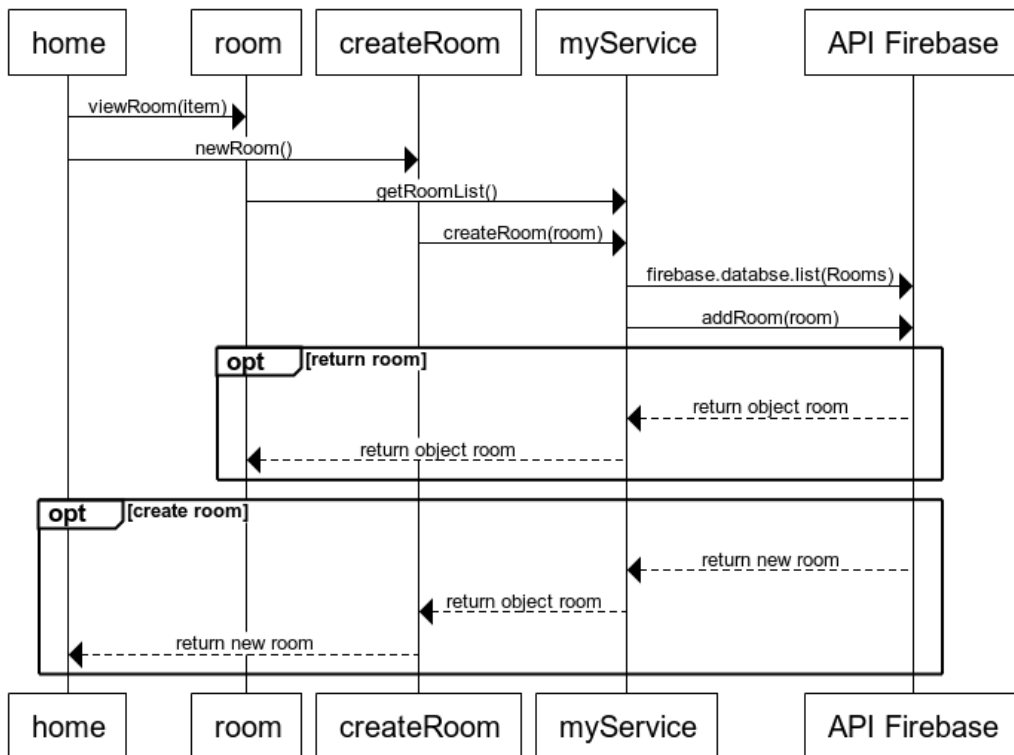 home
room
createRoom
myService
API Firebase
viewRoom(item)
newRoom()
getRoomList()
createRoom(room)
firebase.databse.list(Rooms)
addRoom(room)
opt [return room]
return object room
return object room
opt [create room]
return new room
return object room
return new room
home
room
createRoom
myService
API Firebase